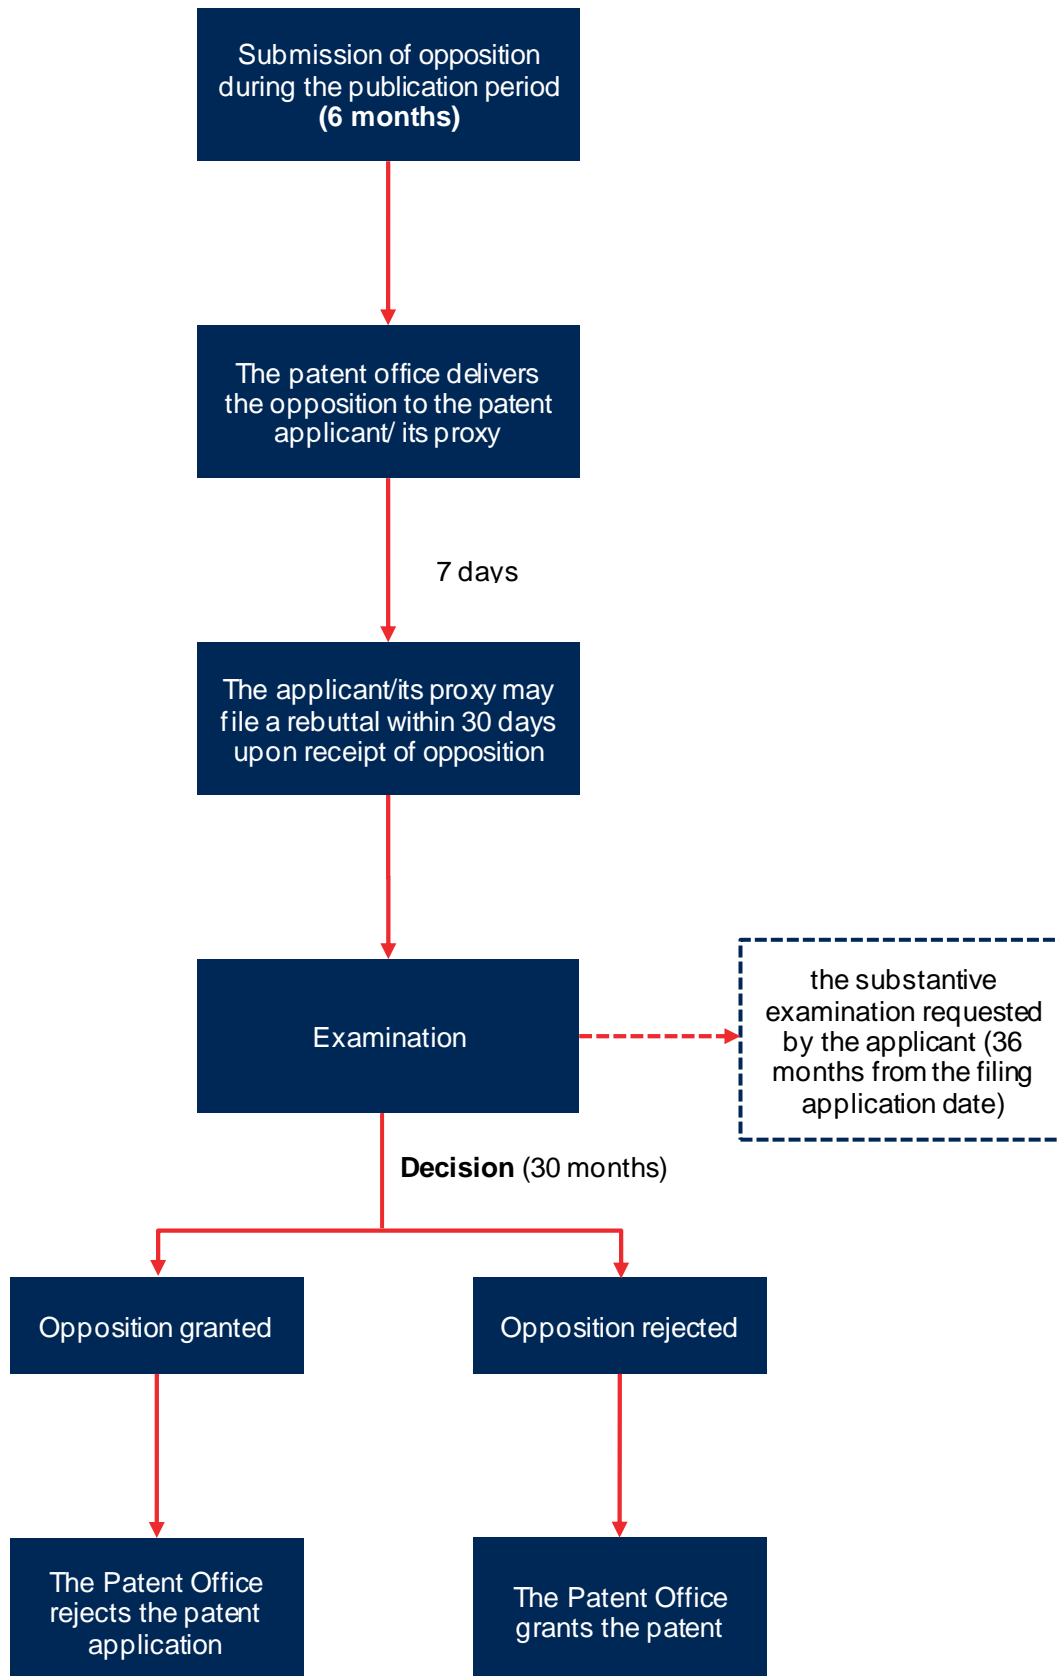 Submission of opposition
during the publication period
(6 months)
The patent office delivers
the opposition to the patent
applicant/ its proxy
7 days
The applicant/its proxy may
file a rebuttal within 30 days
upon receipt of opposition
Examination
the substantive
examination requested
by the applicant (36
months from the filing
application date)
Decision (30 months)
Opposition granted
Opposition rejected
The Patent Office
rejects the patent
application
The Patent Office
grants the patent